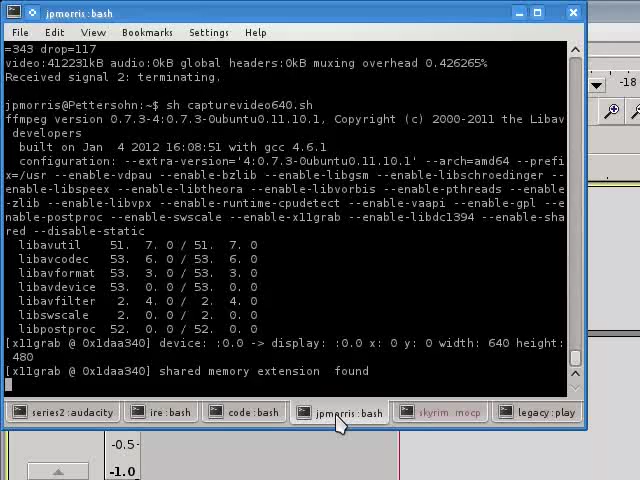 jpmorris:bash
File Edit View Bookmarks Settings Help
=343 drop=117
video:412231kB audio:0kB global headers:0kB muxing overhead 0.426265%
Received signal 2: terminating.
jpmorris@Pettersohn:~$ sh capturevideo640.sh
ffmpeg version 0.7.3-4:0.7.3-0ubuntu0.11.10.1, Copyright (c) 2000-2011 the Libav
developers
built on Jan  4 2012 16:08:51 with gcc 4.6.1
configuration: --extra-version='4:0.7.3-0ubuntu0.11.10.1' --arch=amd64 --prefi
x=/usr --enable-vdpau --enable-bzlib --enable-libgsm --enable-libschroedinger --
enable-libspeex --enable-libtheora --enable-libvorbis --enable-pthreads --enable
-zlib --enable-libvpx --enable-runtime-cpudetect --enable-vaapi --enable-gpl --e
nable-postproc --enable-swscale --enable-x11grab --enable-libdc1394 --enable-sha
red --disable-static
libavutil    51.  7. 0 / 51.  7. 0
libavcodec   53.  6. 0 / 53.  6. 0
libavformat  53.  3. 0 / 53.  3. 0
libavdevice  53.  0. 0 / 53.  0. 0
libavfilter   2.  4. 0 /  2.  4. 0
libswscale    2.  0. 0 /  2.  0. 0
libpostproc  52.  0. 0 / 52.  0. 0
[x11grab @ 0x1daa340] device: :0.0 -> display: :0.0 x: 0 y: 0 width: 640 height:
480
[x11grab @ 0x1daa340] shared memory extension  found
series2:audacity ire:bash code:bash jpmorris:bash skyrim mocp legacy:play
-18
-0.5-
-1.0